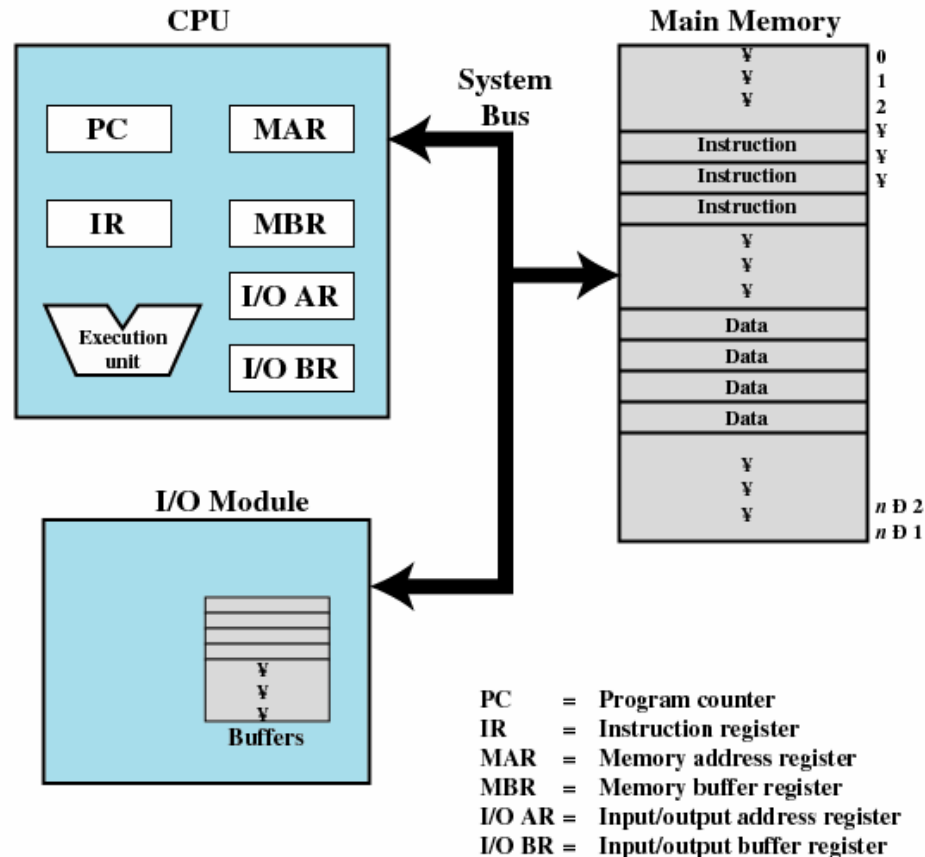 CPU
PC
MAR
IR
MBR
I/O AR
I/O BR
Execution
unit
System
Bus
Main Memory
¥
¥
¥
Instruction
Instruction
Instruction
¥
¥
¥
Data
Data
Data
Data
¥
¥
¥
0
1
2
¥
¥
¥
n Ð 2
n Ð 1
I/O Module
¥
¥
¥
Buffers
PC = Program counter
IR = Instruction register
MAR = Memory address register
MBR = Memory buffer register
I/O AR = Input/output address register
I/O BR = Input/output buffer register